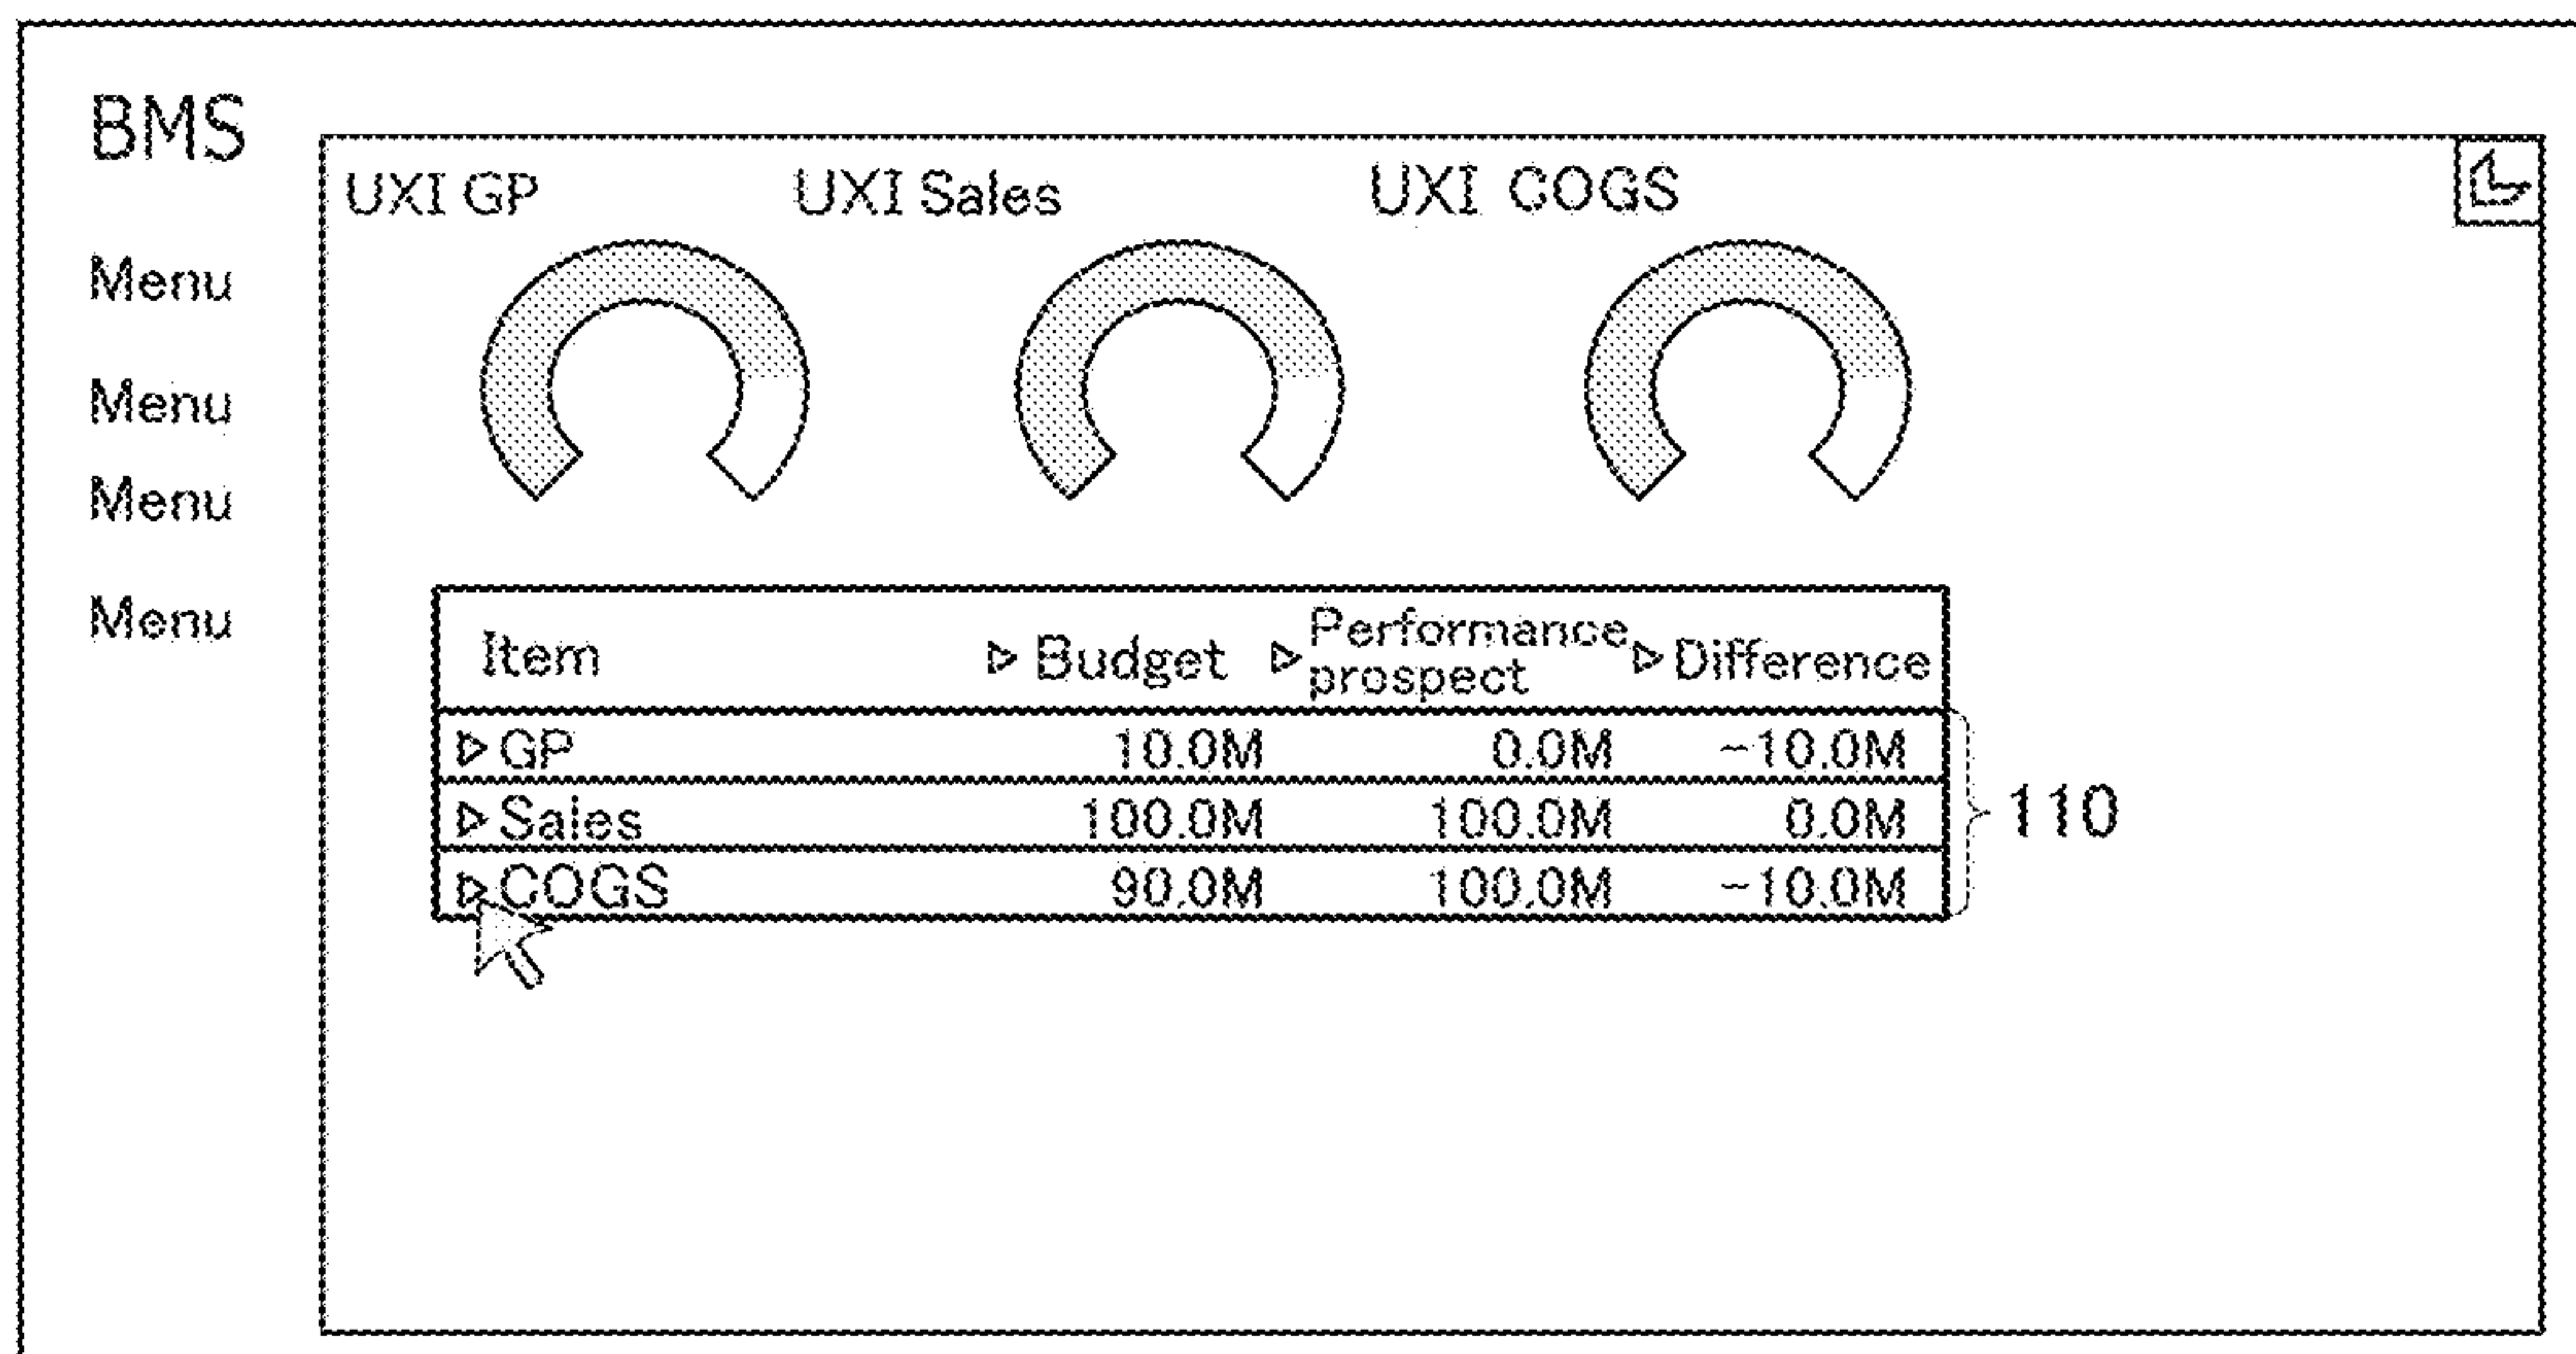 BMS
Menu
Menu
Menu
Menu
UXI GP UXI Sales UXI COGS
Item ▷ Budget ▷ Performance prospect ▷ Difference
▷ GP 10.0M 0.0M -10.0M
▷ Sales 100.0M 100.0M 0.0M
▷ COGS 90.0M 100.0M -10.0M
110